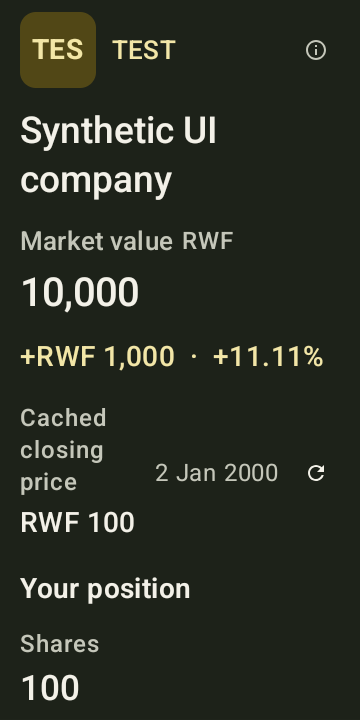 TES TEST
Synthetic UI
company
Market value RWF
10,000
+RWF 1,000 · +11.11%
Cached
closing
price
2 Jan 2000
RWF 100
Your position
Shares
100